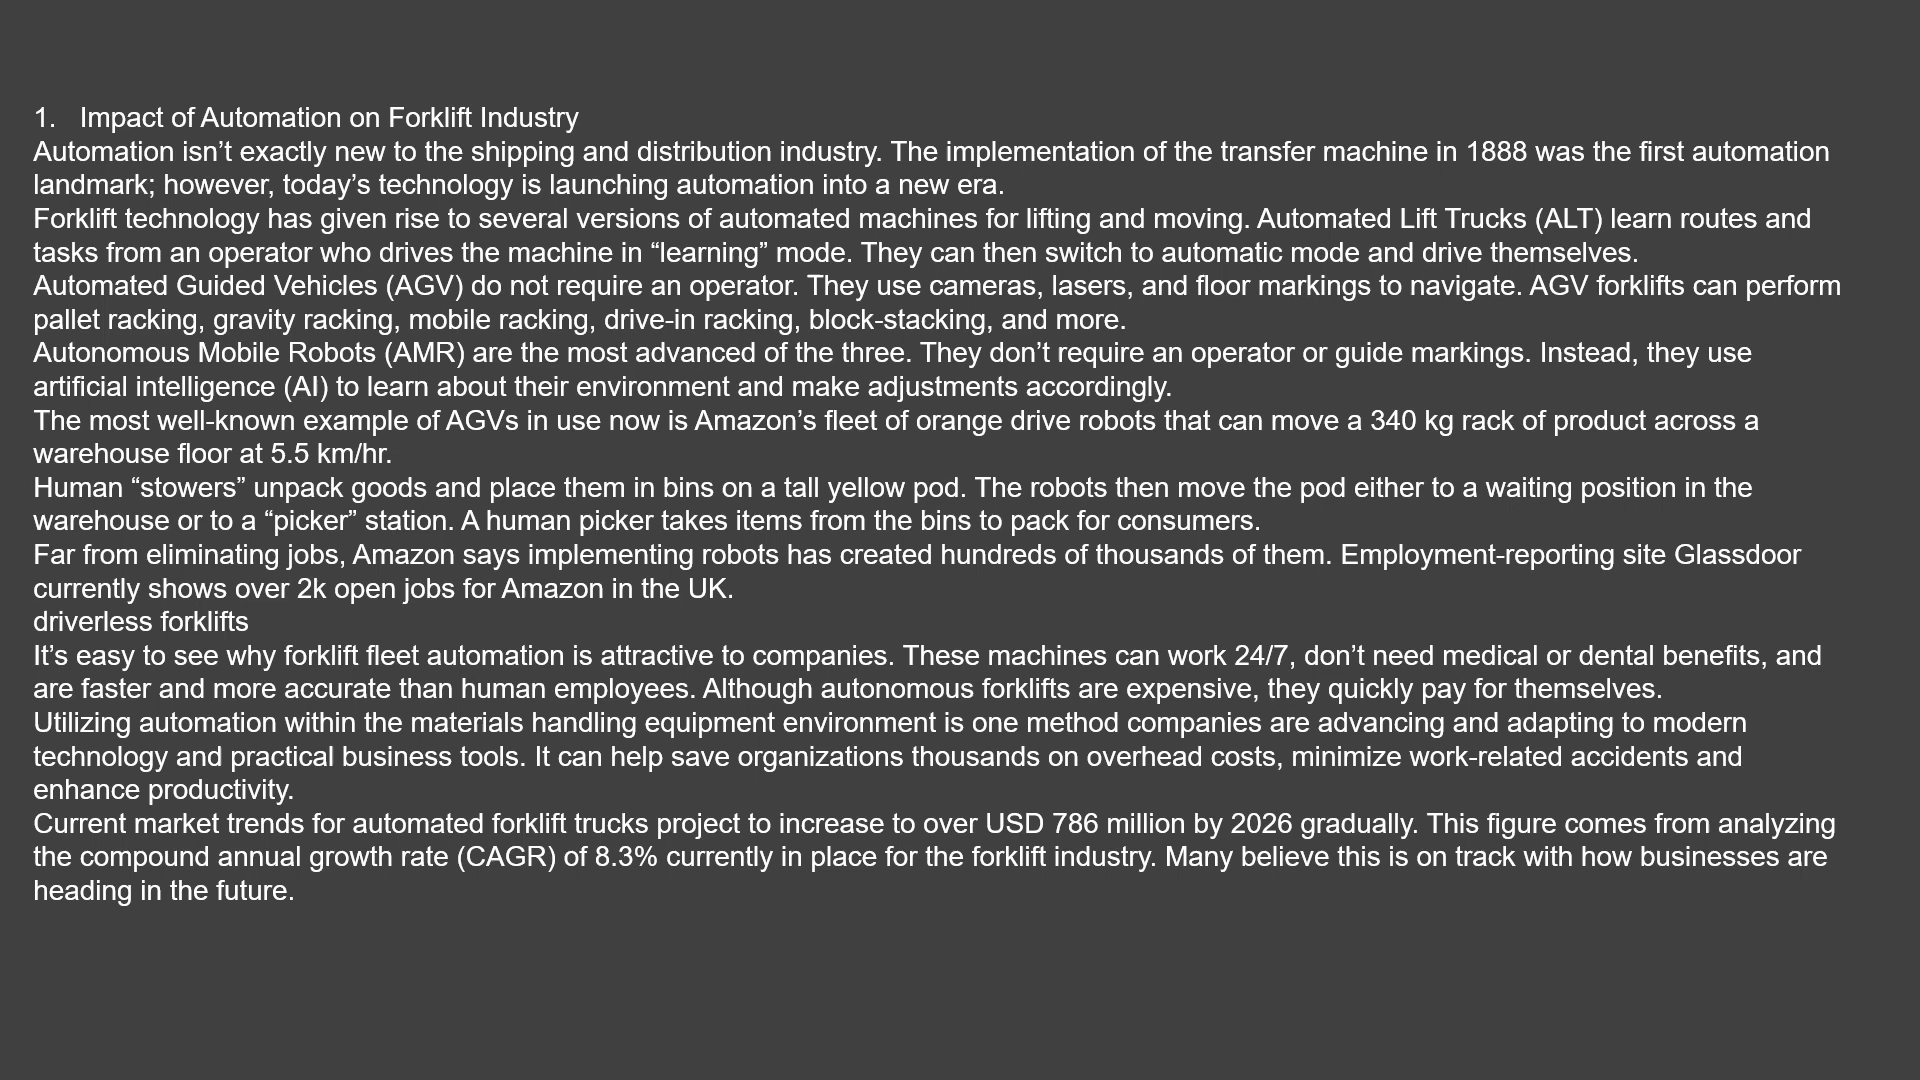 1. Impact of Automation on Forklift Industry
Automation isn’t exactly new to the shipping and distribution industry. The implementation of the transfer machine in 1888 was the first automation
landmark; however, today’s technology is launching automation into a new era.
Forklift technology has given rise to several versions of automated machines for lifting and moving. Automated Lift Trucks (ALT) learn routes and
tasks from an operator who drives the machine in “learning” mode. They can then switch to automatic mode and drive themselves.
Automated Guided Vehicles (AGV) do not require an operator. They use cameras, lasers, and floor markings to navigate. AGV forklifts can perform
pallet racking, gravity racking, mobile racking, drive-in racking, block-stacking, and more.
Autonomous Mobile Robots (AMR) are the most advanced of the three. They don’t require an operator or guide markings. Instead, they use
artificial intelligence (AI) to learn about their environment and make adjustments accordingly.
The most well-known example of AGVs in use now is Amazon’s fleet of orange drive robots that can move a 340 kg rack of product across a
warehouse floor at 5.5 km/hr.
Human “stowers” unpack goods and place them in bins on a tall yellow pod. The robots then move the pod either to a waiting position in the
warehouse or to a “picker” station. A human picker takes items from the bins to pack for consumers.
Far from eliminating jobs, Amazon says implementing robots has created hundreds of thousands of them. Employment-reporting site Glassdoor
currently shows over 2k open jobs for Amazon in the UK.
driverless forklifts
It’s easy to see why forklift fleet automation is attractive to companies. These machines can work 24/7, don’t need medical or dental benefits, and
are faster and more accurate than human employees. Although autonomous forklifts are expensive, they quickly pay for themselves.
Utilizing automation within the materials handling equipment environment is one method companies are advancing and adapting to modern
technology and practical business tools. It can help save organizations thousands on overhead costs, minimize work-related accidents and
enhance productivity.
Current market trends for automated forklift trucks project to increase to over USD 786 million by 2026 gradually. This figure comes from analyzing
the compound annual growth rate (CAGR) of 8.3% currently in place for the forklift industry. Many believe this is on track with how businesses are
heading in the future.